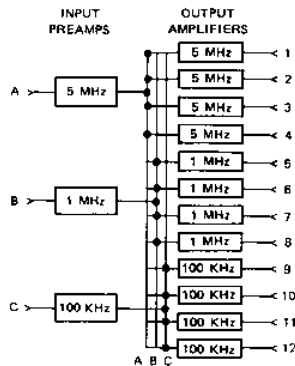 INPUT PREAMPS
OUTPUT AMPLIFIERS
5 MHz 1
5 MHz 2
A 5 MHz
5 MHz 3
5 MHz 4
1 MHz 5
1 MHz 6
B 1 MHz
1 MHz 7
1 MHz 8
100 KHz 9
100 KHz 10
C 100 KHz
100 KHz 11
100 KHz 12
A B C